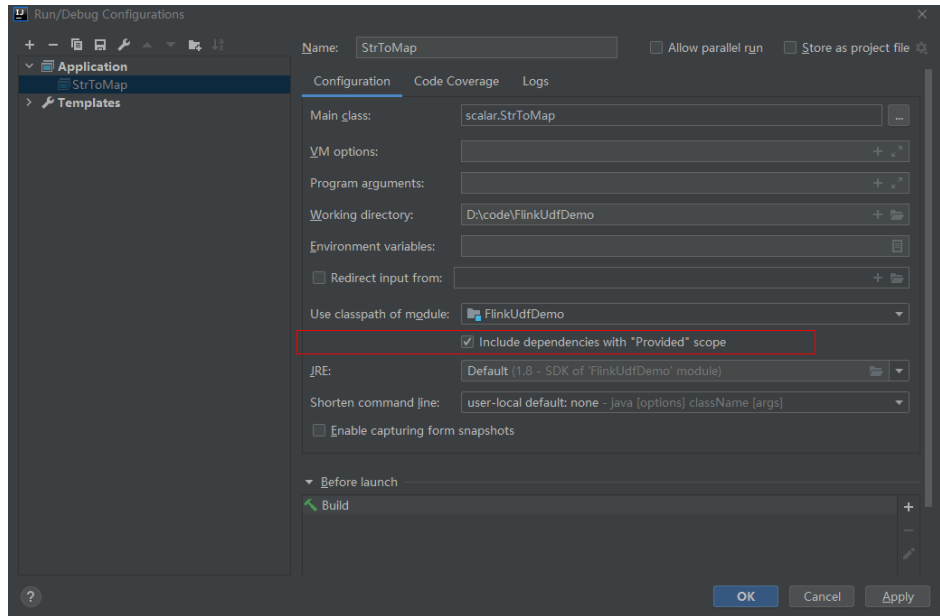 Run/Debug Configurations
Application
StrToMap
Templates
Name: StrToMap Allow parallel run Store as project file
Configuration Code Coverage Logs
Main class: scalar.StrToMap ...
VM options:
Program arguments:
Working directory: D:\code\FlinkUdfDemo
Environment variables:
Redirect input from:
Use classpath of module: FlinkUdfDemo
Include dependencies with "Provided" scope
JRE: Default (1.8 - SDK of 'FlinkUdfDemo' module)
Shorten command line: user-local default: none - java [options] className [args]
Enable capturing form snapshots
Before launch
Build
? OK Cancel Apply